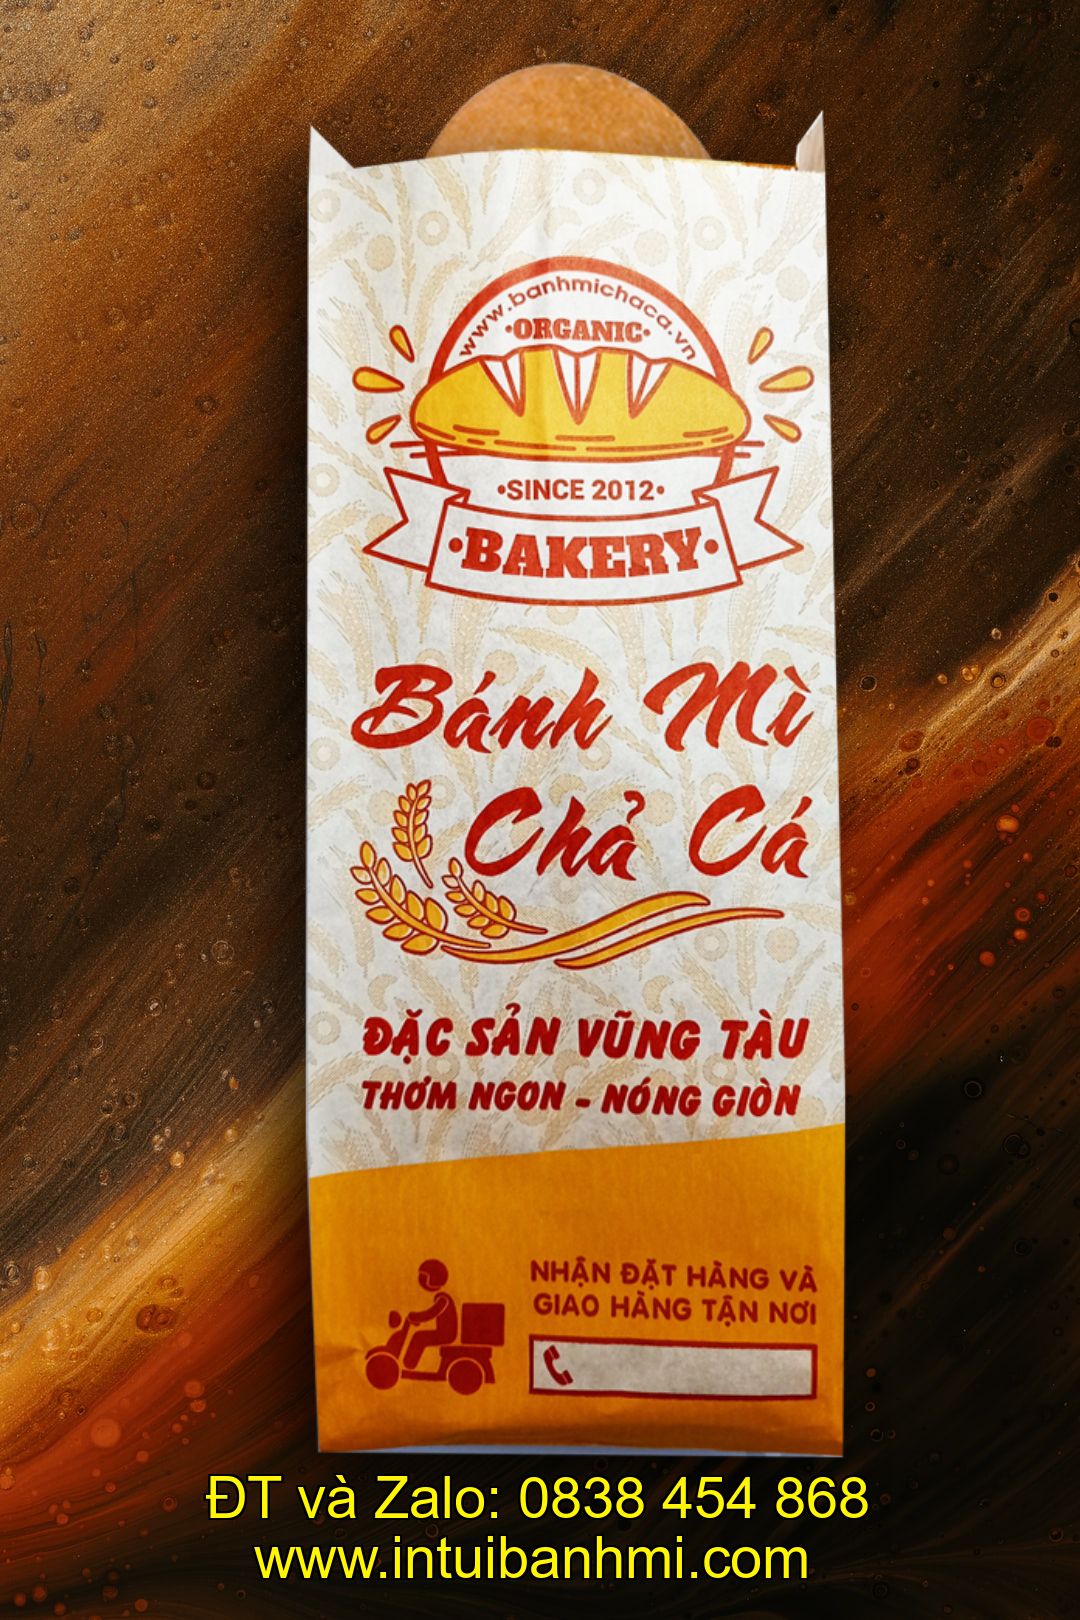 www.banhmichaca.vn
•ORGANIC•
•SINCE 2012•
•BAKERY•
Bánh Mì
Chả Cá
ĐẶC SẢN VŨNG TÀU
THƠM NGON - NÓNG GIÒN
NHẬN ĐẶT HÀNG VÀ
GIAO HÀNG TẬN NƠI
ĐT và Zalo: 0838 454 868
www.intuibanhmi.com